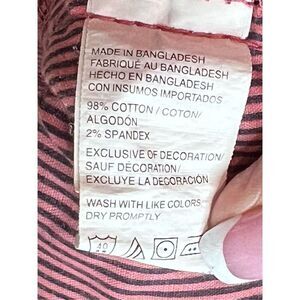 MADE IN BANGLADESH
FABRIQUÉ AU BANGLADESH
HECHO EN BANGLADESH
CON INSUMOS IMPORTADOS
98% COTTON / COTON/
ALGODÓN
2% SPANDEX
EXCLUSIVE OF DECORATION/
SAUF DÉCORATION/
EXCLUYE LA DECORACIÓN
WASH WITH LIKE COLORS
DRY PROMPTLY
40